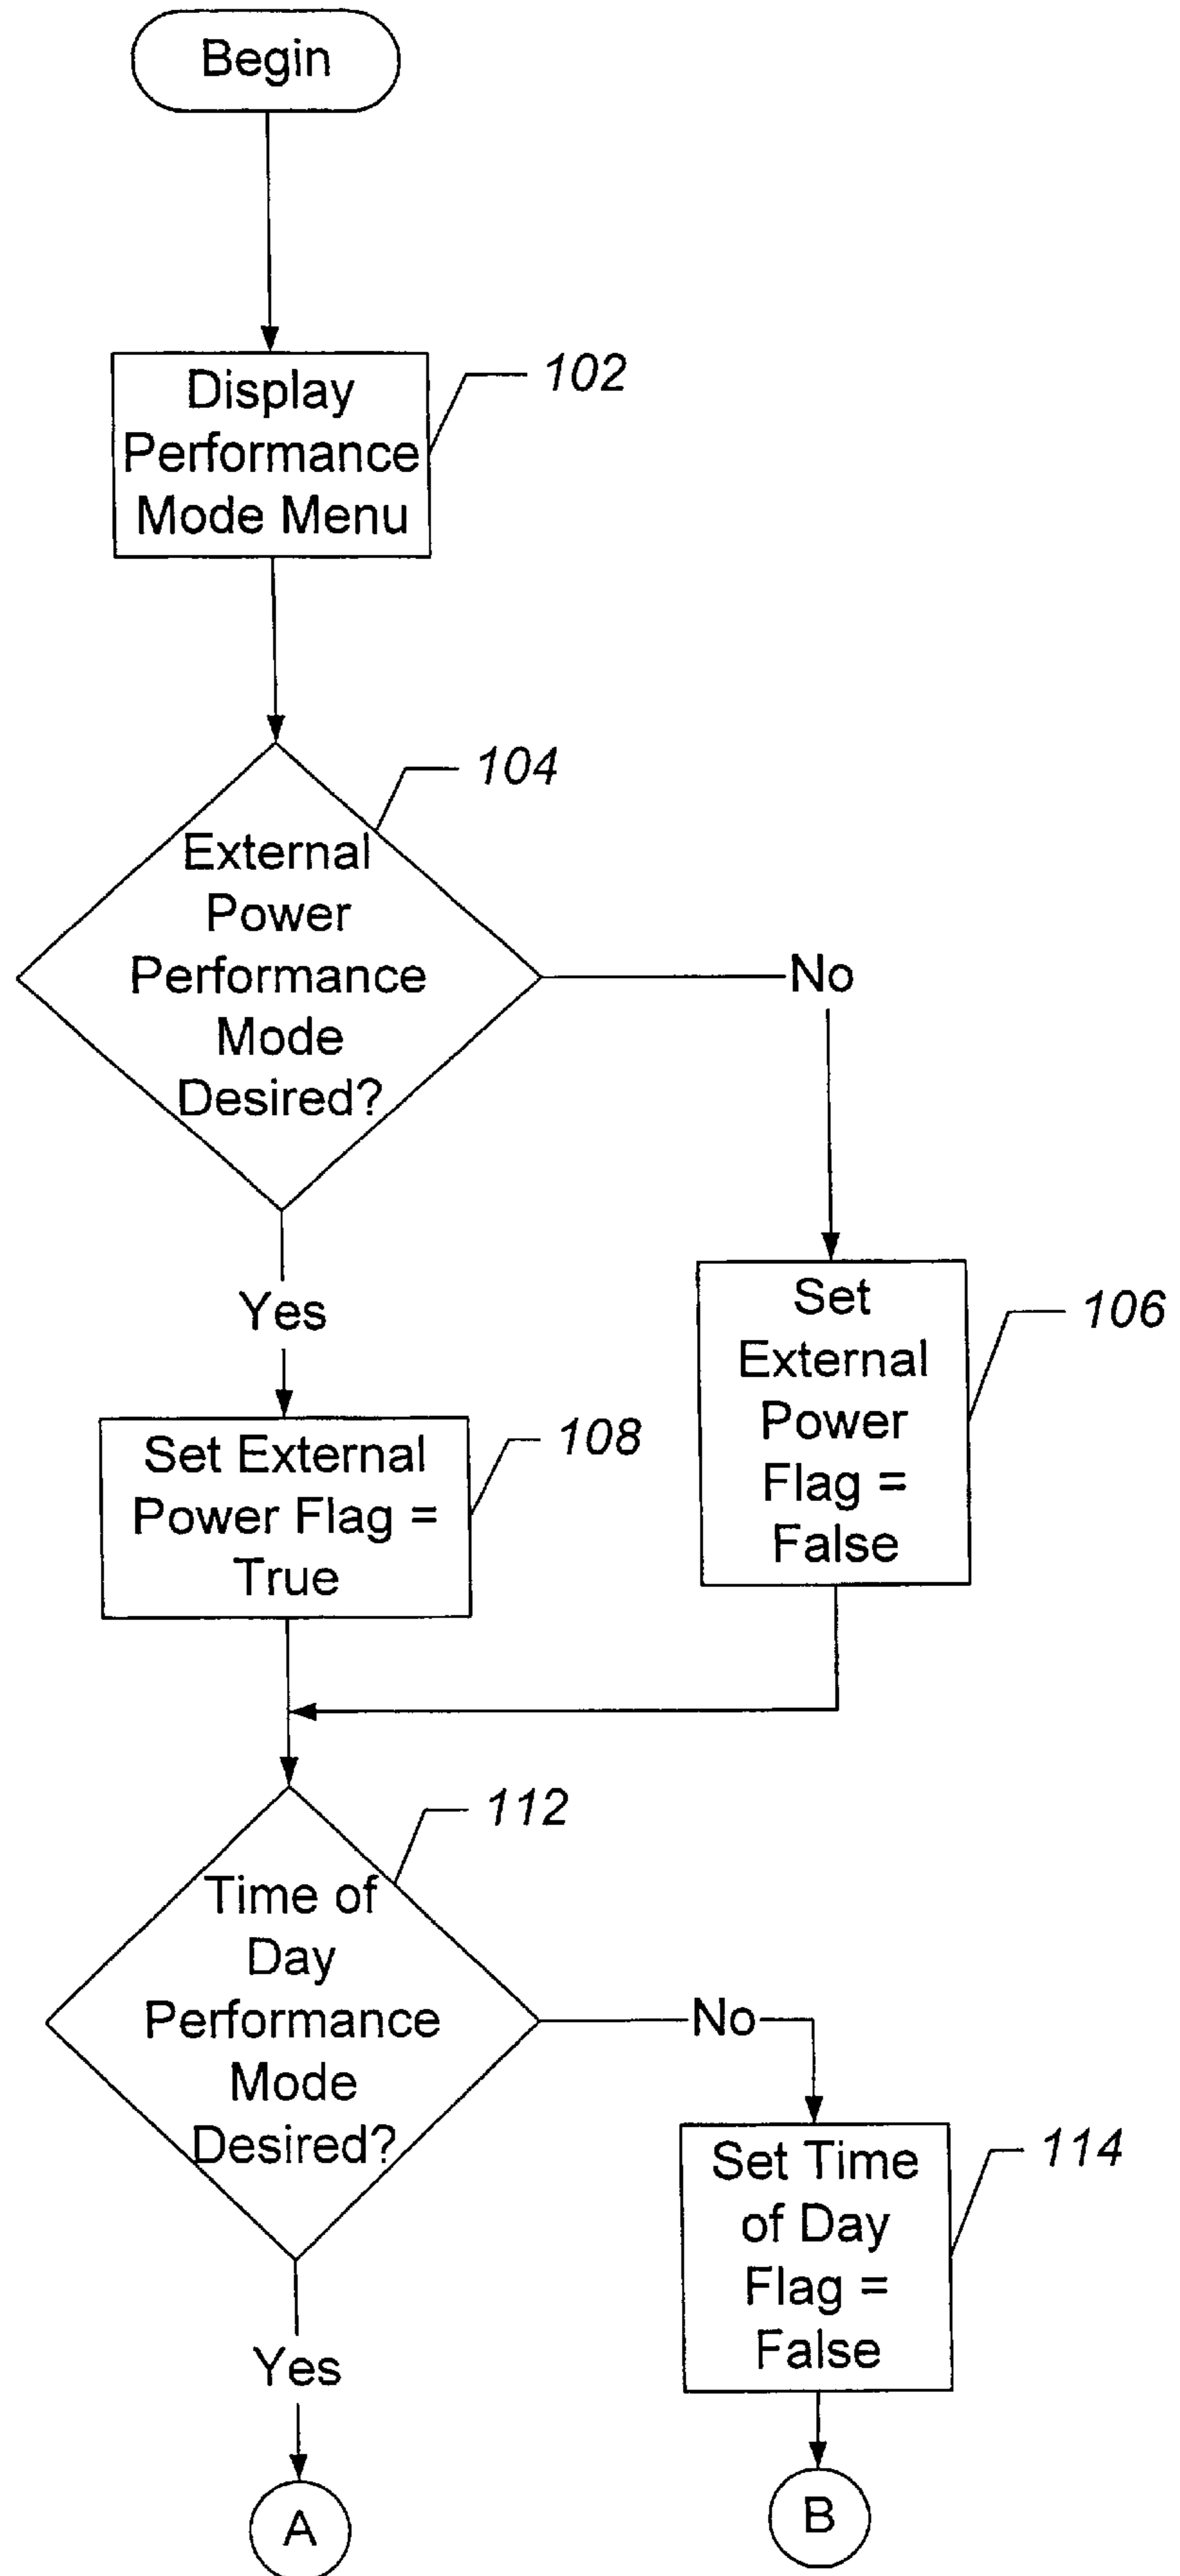 Begin
102
Display
Performance
Mode Menu
104
External
Power
Performance
Mode
Desired?
No
Yes
Set
External
Power
Flag =
False
106
108
Set External
Power Flag =
True
112
Time of
Day
Performance
Mode
Desired?
No
114
Set Time
of Day
Flag =
False
Yes
A
B